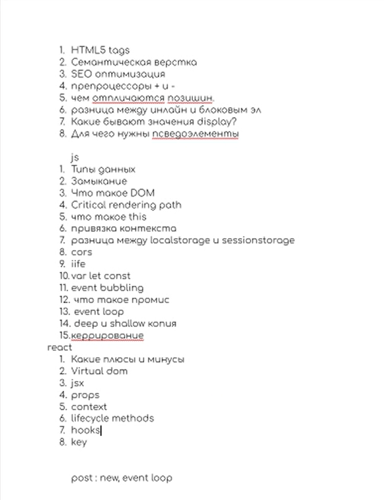 1. HTML5 tags
2. Семантическая верстка
3. SEO оптимизация
4. препроцессоры + и -
5. чем отпличаются позишин.
6. разница между инлайн и блоковым эл
7. Какие бывают значения display?
8. Для чего нужны псведоэлементы
js
1. Типы данных
2. Замыкание
3. Что такое DOM
4. Critical rendering path
5. что такое this
6. привязка контекста
7. разница между localstorage и sessionstorage
8. cors
9. iife
10. var let const
11. event bubbling
12. что такое промис
13. event loop
14. deep и shallow копия
15. керрирование
react
1. Какие плюсы и минусы
2. Virtual dom
3. jsx
4. props
5. context
6. lifecycle methods
7. hooks
8. key
post : new, event loop